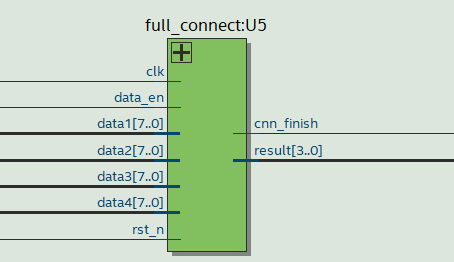 full_connect:U5
clk
data_en
data1[7..0]
cnn_finish
data2[7..0]
result[3..0]
data3[7..0]
data4[7..0]
rst_n